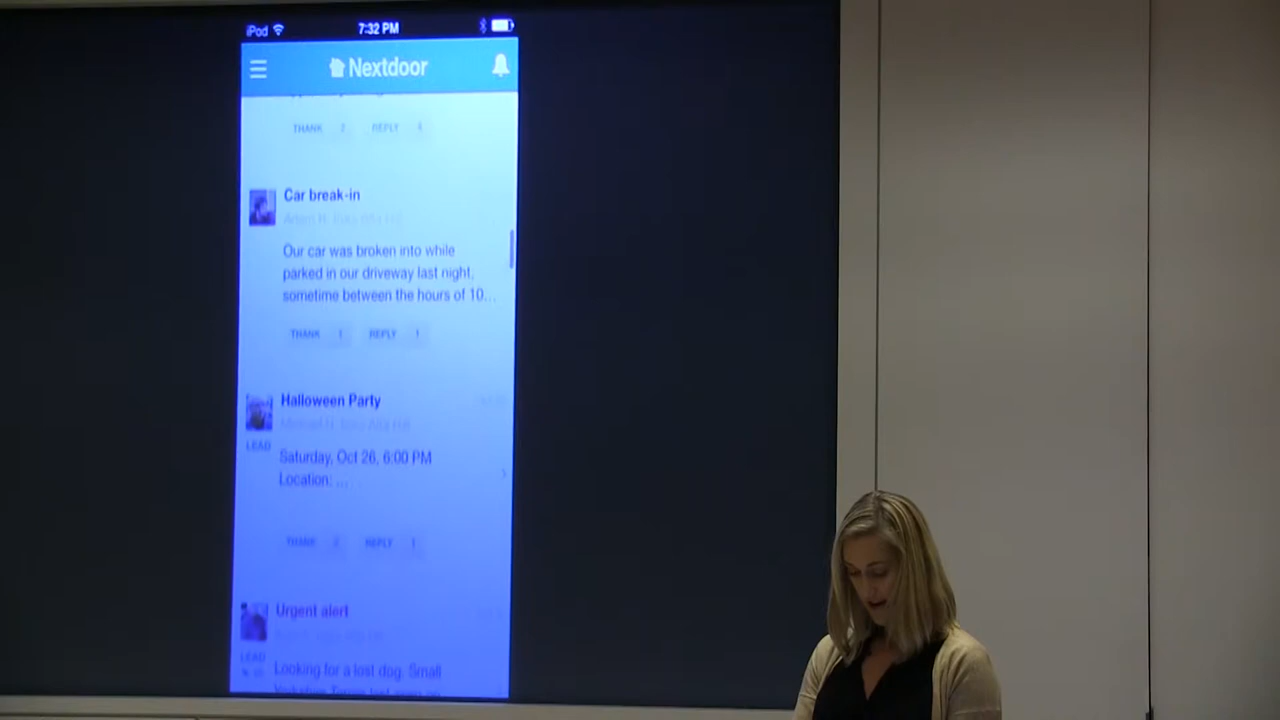 iPod
7:32 PM
Nextdoor
THANK 2 REPLY 4
Car break-in
Our car was broken into while
parked in our driveway last night,
sometime between the hours of 10...
THANK 1 REPLY 1
Halloween Party
LEAD
Saturday, Oct 26, 6:00 PM
Location: ...
THANK REPLY 1
Urgent alert
LEAD
Looking for a lost dog. Small